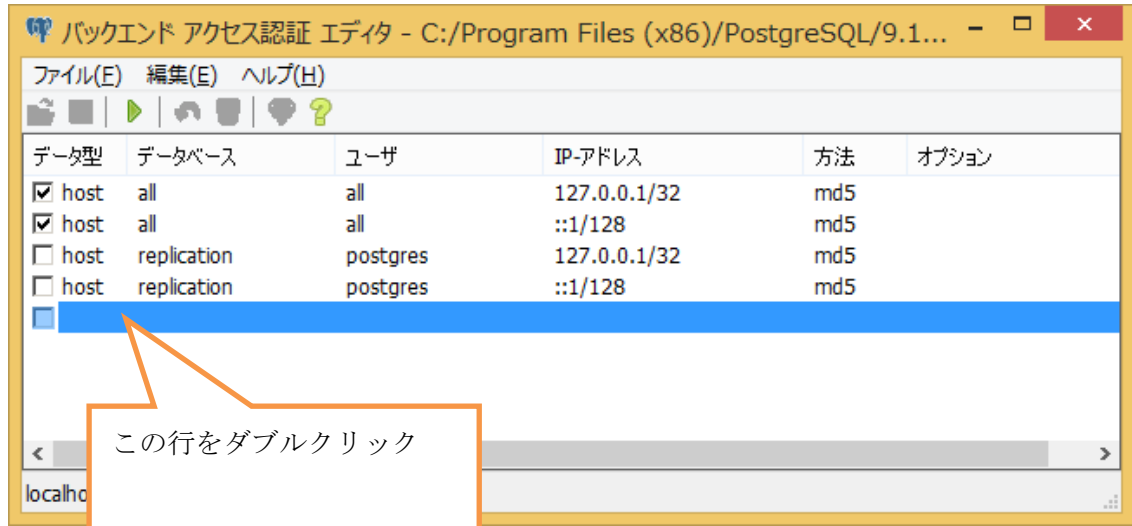 バックエンド アクセス認証 エディタ - C:/Program Files (x86)/PostgreSQL/9.1...
ファイル(F) 編集(E) ヘルプ(H)
データ型 データベース ユーザ IP-アドレス 方法 オプション
host all all 127.0.0.1/32 md5
host all all ::1/128 md5
host replication postgres 127.0.0.1/32 md5
host replication postgres ::1/128 md5
この行をダブルクリック
localho